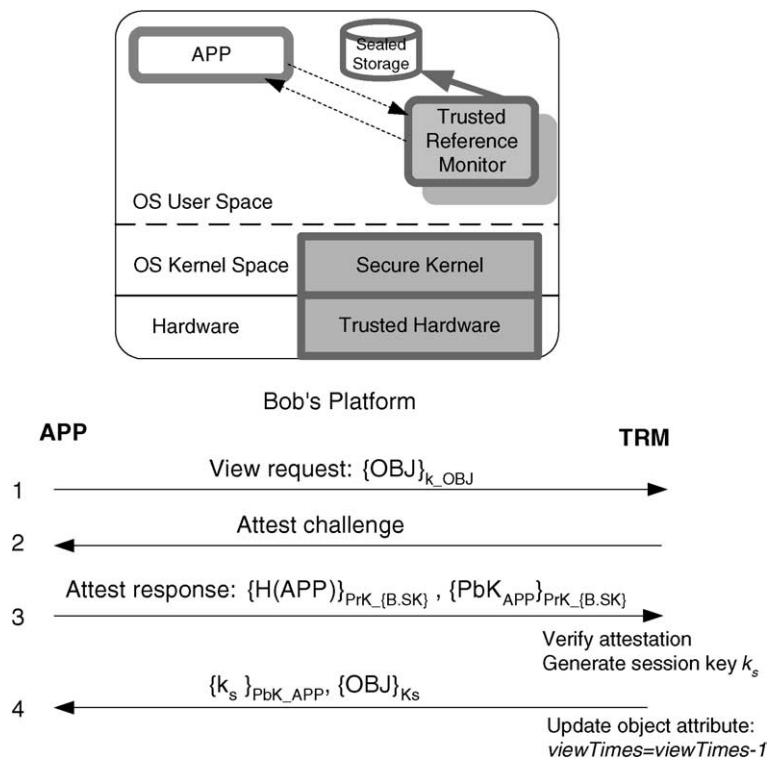 APP
Sealed
Storage
Trusted
Reference
Monitor
OS User Space
OS Kernel Space
Secure Kernel
Hardware
Trusted Hardware
Bob's Platform
APP
TRM
1
View request: {OBJ}k_OBJ
2
Attest challenge
3
Attest response: {H(APP)}PrK_{B.SK} , {PbKAPP}PrK_{B.SK}
Verify attestation
Generate session key ks
4
{ks }PbK_APP, {OBJ}Ks
Update object attribute:
viewTimes=viewTimes-1